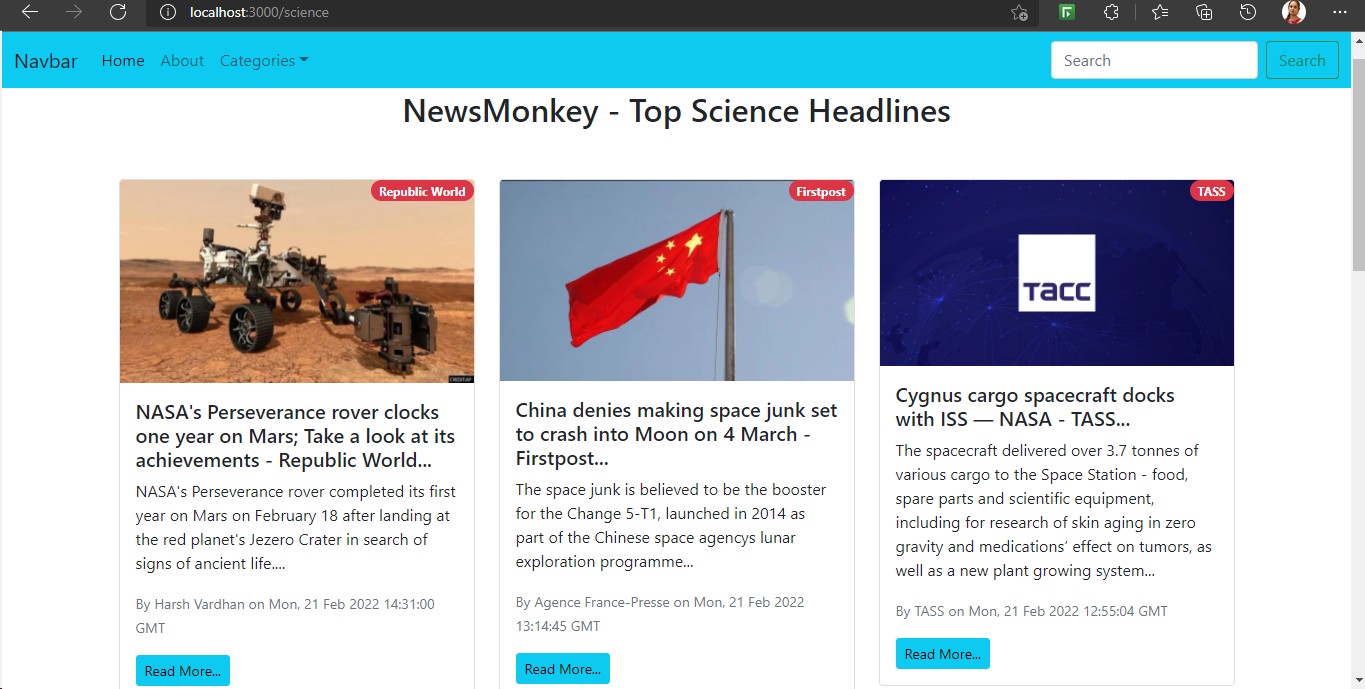 localhost:3000/science
Navbar Home About Categories Search Search
NewsMonkey - Top Science Headlines
Republic World
NASA's Perseverance rover clocks
one year on Mars; Take a look at its
achievements - Republic World...
NASA's Perseverance rover completed its first
year on Mars on February 18 after landing at
the red planet's Jezero Crater in search of
signs of ancient life....
By Harsh Vardhan on Mon, 21 Feb 2022 14:31:00
GMT
Read More...
Firstpost
China denies making space junk set
to crash into Moon on 4 March -
Firstpost...
The space junk is believed to be the booster
for the Change 5-T1, launched in 2014 as
part of the Chinese space agencys lunar
exploration programme...
By Agence France-Presse on Mon, 21 Feb 2022
13:14:45 GMT
Read More...
TASS
тасс
Cygnus cargo spacecraft docks
with ISS — NASA - TASS...
The spacecraft delivered over 3.7 tonnes of
various cargo to the Space Station - food,
spare parts and scientific equipment,
including for research of skin aging in zero
gravity and medications’ effect on tumors, as
well as a new plant growing system...
By TASS on Mon, 21 Feb 2022 12:55:04 GMT
Read More...